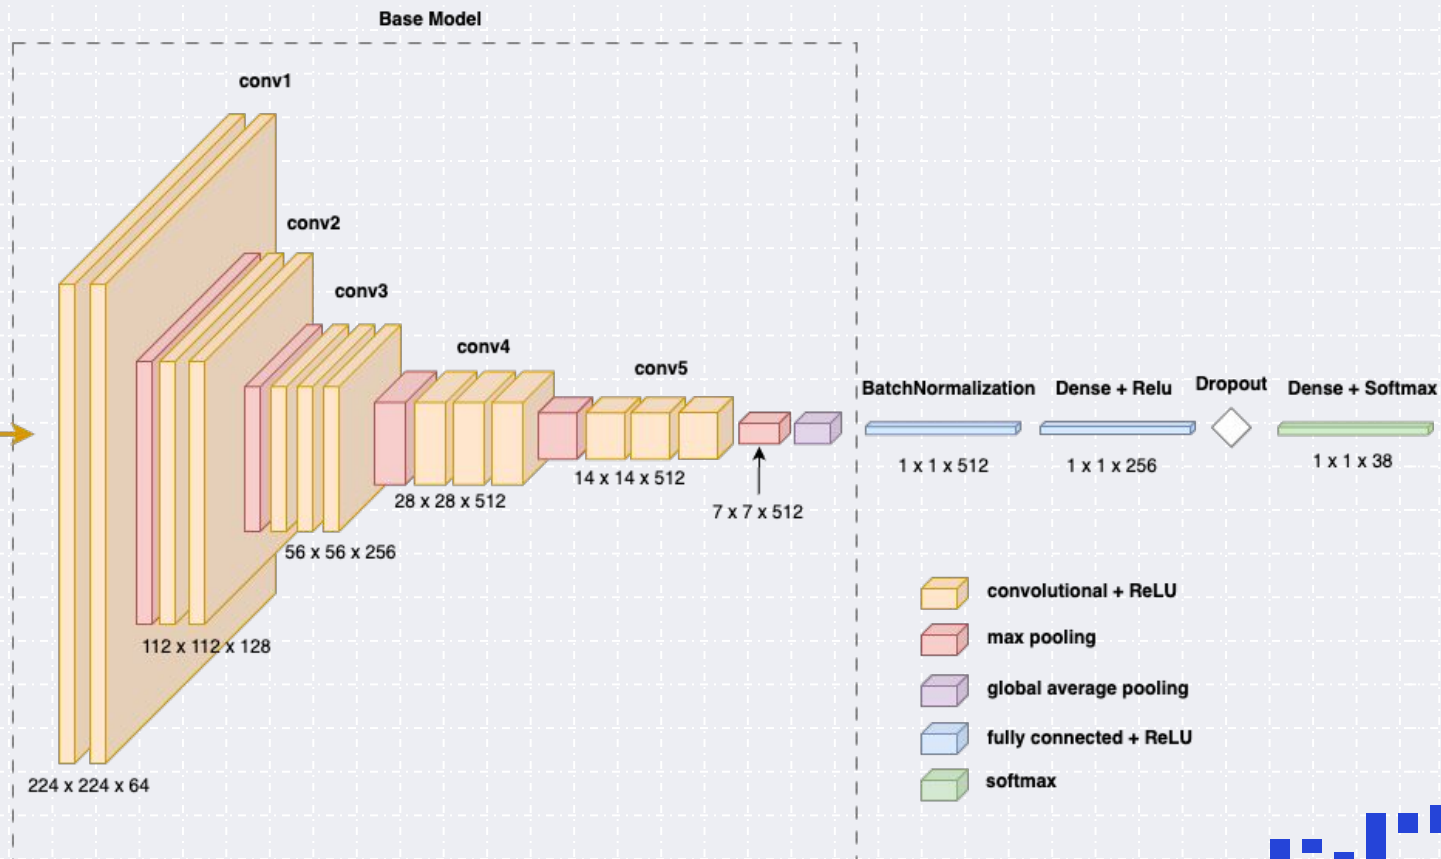 Base Model
conv1
conv2
conv3
conv4
conv5
BatchNormalization
Dense + Relu
Dropout
Dense + Softmax
1 x 1 x 512
1 x 1 x 256
1 x 1 x 38
14 x 14 x 512
28 x 28 x 512
7 x 7 x 512
56 x 56 x 256
112 x 112 x 128
224 x 224 x 64
convolutional + ReLU
max pooling
global average pooling
fully connected + ReLU
softmax